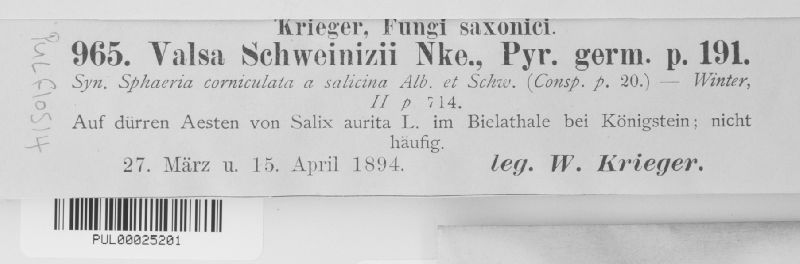 Krieger, Fungi saxonici.
965. Valsa Schweinizii Nke., Pyr. germ. p. 191.
Syn. Sphaeria corniculata a salicina Alb. et Schw. (Consp. p. 20.) — Winter,
II p 714.
Auf dürren Aesten von Salix aurita L. im Bielathale bei Königstein; nicht
häufig.
27. März u. 15. April 1894. leg. W. Krieger.
PUL F10514
PUL00025201